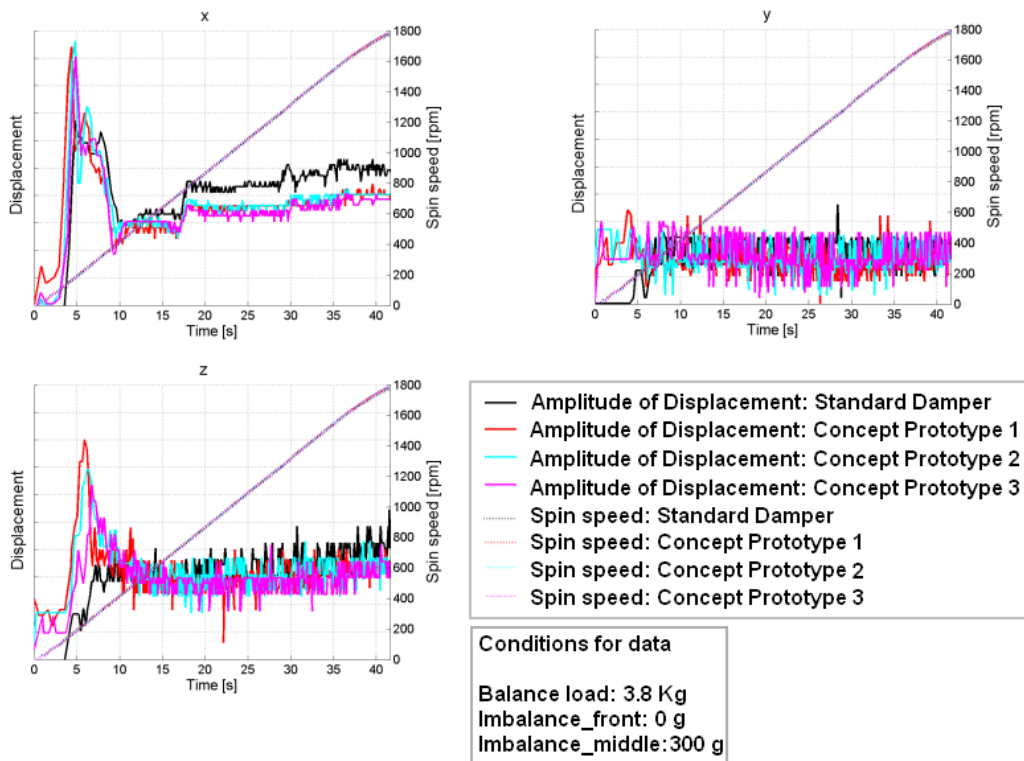 x
Displacement
1800
1600
1400
1200
1000
800
600
400
200
0
Spin speed [rpm]
0 5 10 15 20 25 30 35 40
Time [s]
y
Displacement
1800
1600
1400
1200
1000
800
600
400
200
0
Spin speed [rpm]
0 5 10 15 20 25 30 35 40
Time [s]
z
Displacement
1800
1600
1400
1200
1000
800
600
400
200
0
Spin speed [rpm]
0 5 10 15 20 25 30 35 40
Time [s]
Amplitude of Displacement: Standard Damper
Amplitude of Displacement: Concept Prototype 1
Amplitude of Displacement: Concept Prototype 2
Amplitude of Displacement: Concept Prototype 3
Spin speed: Standard Damper
Spin speed: Concept Prototype 1
Spin speed: Concept Prototype 2
Spin speed: Concept Prototype 3
Conditions for data
Balance load: 3.8 Kg
Imbalance_front: 0 g
Imbalance_middle:300 g